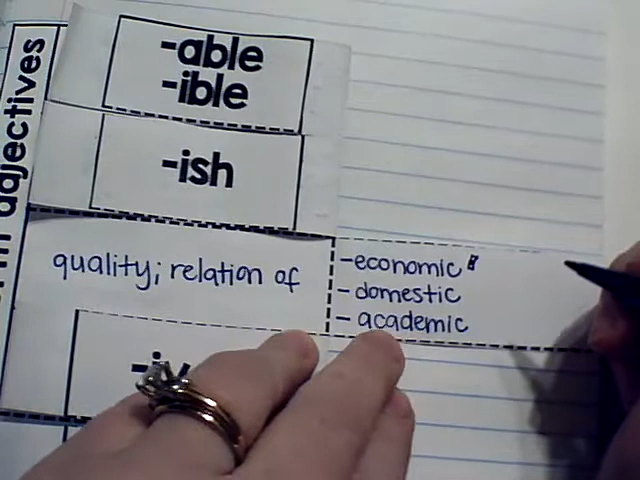 adjectives
-able
-ible
-ish
quality; relation of
-economic
- domestic
- academic